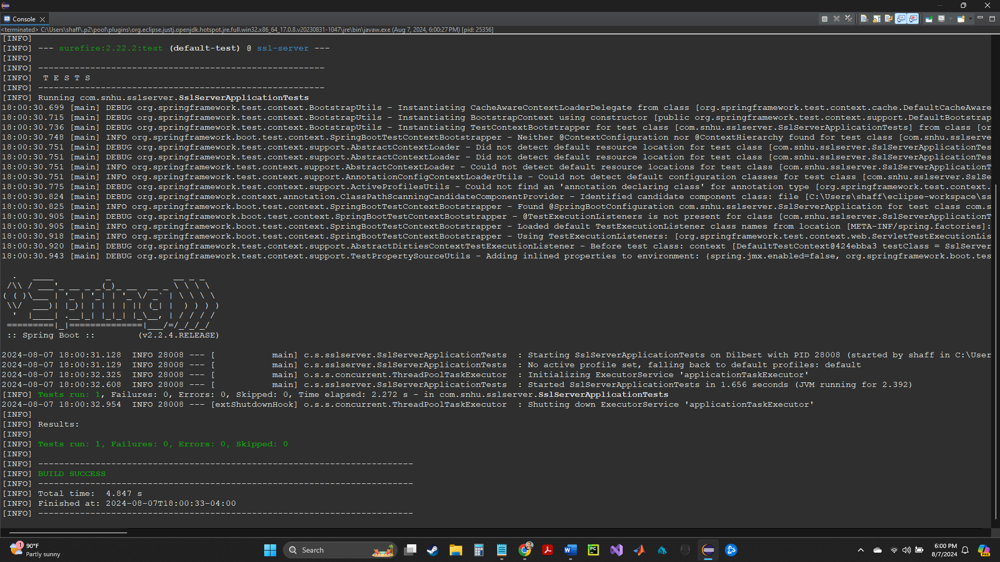 Console
<terminated> C:\Users\shaff\.p2\pool\plugins\org.eclipse.justj.openjdk.hotspot.jre.full.win32.x86_64_17.0.8.v20230831-1047\jre\bin\javaw.exe (Aug 7, 2024, 6:00:27 PM) [pid: 25356]
[INFO]
[INFO] --- surefire:2.22.2:test (default-test) @ ssl-server ---
[INFO]
[INFO] -------------------------------------------------------
[INFO]  T E S T S
[INFO] -------------------------------------------------------
[INFO] Running com.snhu.sslserver.SslServerApplicationTests
18:00:30.699 [main] DEBUG org.springframework.test.context.BootstrapUtils - Instantiating CacheAwareContextLoaderDelegate from class [org.springframework.test.context.cache.DefaultCacheAware
18:00:30.715 [main] DEBUG org.springframework.test.context.BootstrapUtils - Instantiating BootstrapContext using constructor [public org.springframework.test.context.support.DefaultBootstrap
18:00:30.736 [main] DEBUG org.springframework.test.context.BootstrapUtils - Instantiating TestContextBootstrapper for test class [com.snhu.sslserver.SslServerApplicationTests] from class [or
18:00:30.748 [main] INFO org.springframework.boot.test.context.SpringBootTestContextBootstrapper - Neither @ContextConfiguration nor @ContextHierarchy found for test class [com.snhu.sslserve
18:00:30.751 [main] DEBUG org.springframework.test.context.support.AbstractContextLoader - Did not detect default resource location for test class [com.snhu.sslserver.SslServerApplicationTes
18:00:30.751 [main] DEBUG org.springframework.test.context.support.AbstractContextLoader - Did not detect default resource location for test class [com.snhu.sslserver.SslServerApplicationTes
18:00:30.751 [main] INFO org.springframework.test.context.support.AbstractContextLoader - Could not detect default resource locations for test class [com.snhu.sslserver.SslServerApplicationT
18:00:30.751 [main] INFO org.springframework.test.context.support.AnnotationConfigContextLoaderUtils - Could not detect default configuration classes for test class [com.snhu.sslserver.SslSe
18:00:30.775 [main] DEBUG org.springframework.test.context.support.ActiveProfilesUtils - Could not find an 'annotation declaring class' for annotation type [org.springframework.test.context.
18:00:30.824 [main] DEBUG org.springframework.context.annotation.ClassPathScanningCandidateComponentProvider - Identified candidate component class: file [C:\Users\shaff\eclipse-workspace\ss
18:00:30.825 [main] INFO org.springframework.boot.test.context.SpringBootTestContextBootstrapper - Found @SpringBootConfiguration com.snhu.sslserver.SslServerApplication for test class com.s
18:00:30.905 [main] DEBUG org.springframework.boot.test.context.SpringBootTestContextBootstrapper - @TestExecutionListeners is not present for class [com.snhu.sslserver.SslServerApplicationT
18:00:30.905 [main] INFO org.springframework.boot.test.context.SpringBootTestContextBootstrapper - Loaded default TestExecutionListener class names from location [META-INF/spring.factories]:
18:00:30.918 [main] INFO org.springframework.boot.test.context.SpringBootTestContextBootstrapper - Using TestExecutionListeners: [org.springframework.test.context.web.ServletTestExecutionLis
18:00:30.920 [main] DEBUG org.springframework.test.context.support.AbstractDirtiesContextTestExecutionListener - Before test class: context [DefaultTestContext@424ebba3 testClass = SslServer
18:00:30.943 [main] DEBUG org.springframework.test.context.support.TestPropertySourceUtils - Adding inlined properties to environment: {spring.jmx.enabled=false, org.springframework.boot.tes
  .   ____          _            __ _ _
 /\\ / ___'_ __ _ _(_)_ __  __ _ \ \ \ \
( ( )\___ | '_ | '_| | '_ \/ _` | \ \ \ \
 \\/  ___)| |_)| | | | | || (_| |  ) ) ) )
  '  |____| .__|_| |_|_| |_\__, | / / / /
 =========|_|==============|___/=/_/_/_/
 :: Spring Boot ::        (v2.2.4.RELEASE)
2024-08-07 18:00:31.128  INFO 28008 --- [           main] c.s.sslserver.SslServerApplicationTests  : Starting SslServerApplicationTests on Dilbert with PID 28008 (started by shaff in C:\User
2024-08-07 18:00:31.129  INFO 28008 --- [           main] c.s.sslserver.SslServerApplicationTests  : No active profile set, falling back to default profiles: default
2024-08-07 18:00:32.325  INFO 28008 --- [           main] o.s.s.concurrent.ThreadPoolTaskExecutor  : Initializing ExecutorService 'applicationTaskExecutor'
2024-08-07 18:00:32.608  INFO 28008 --- [           main] c.s.sslserver.SslServerApplicationTests  : Started SslServerApplicationTests in 1.656 seconds (JVM running for 2.392)
[INFO] Tests run: 1, Failures: 0, Errors: 0, Skipped: 0, Time elapsed: 2.272 s - in com.snhu.sslserver.SslServerApplicationTests
2024-08-07 18:00:32.954  INFO 28008 --- [extShutdownHook] o.s.s.concurrent.ThreadPoolTaskExecutor  : Shutting down ExecutorService 'applicationTaskExecutor'
[INFO]
[INFO] Results:
[INFO]
[INFO] Tests run: 1, Failures: 0, Errors: 0, Skipped: 0
[INFO]
[INFO] ------------------------------------------------------------------------
[INFO] BUILD SUCCESS
[INFO] ------------------------------------------------------------------------
[INFO] Total time:  4.847 s
[INFO] Finished at: 2024-08-07T18:00:33-04:00
[INFO] ------------------------------------------------------------------------
1
90°F
Partly sunny
Search
PC
PRE
6:00 PM
8/7/2024